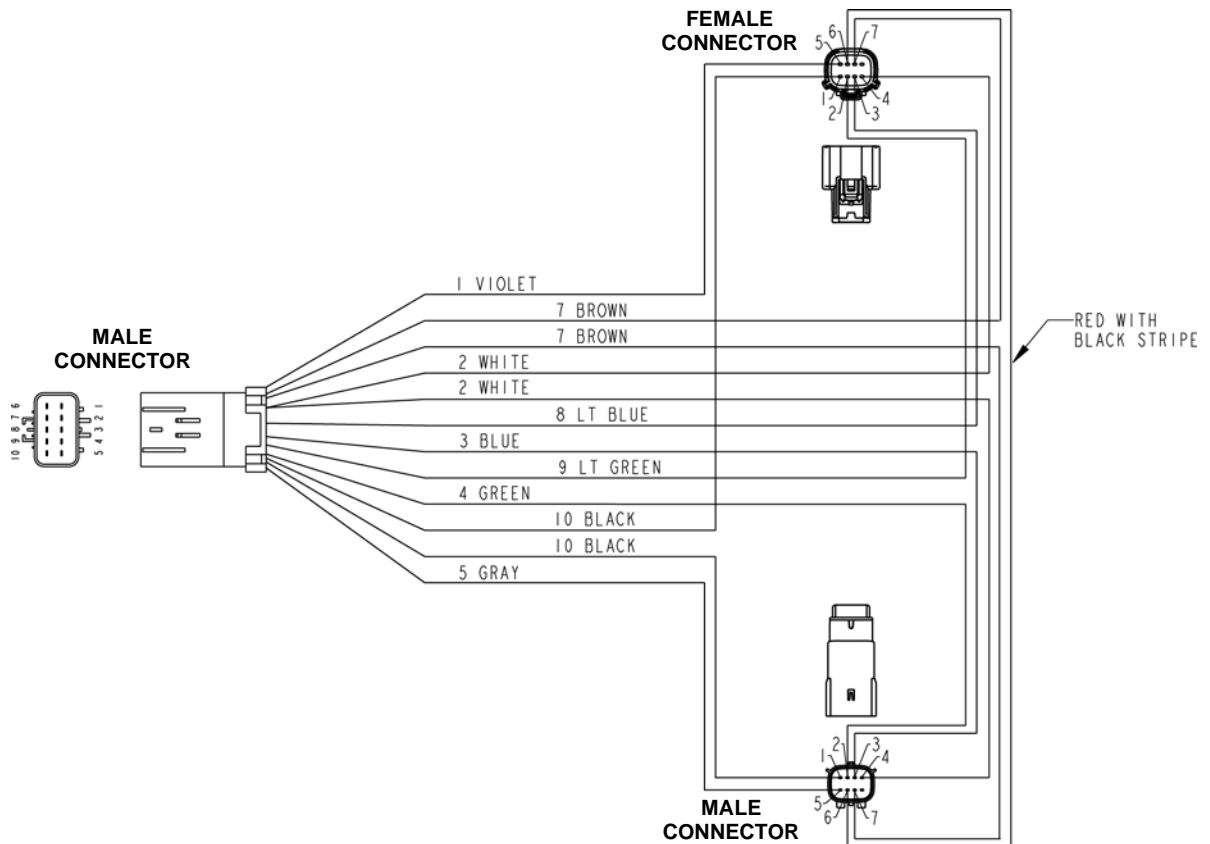 FEMALE
CONNECTOR
6
7
5
1
4
2
3
1 VIOLET
7 BROWN
7 BROWN
2 WHITE
2 WHITE
8 LT BLUE
3 BLUE
9 LT GREEN
4 GREEN
10 BLACK
10 BLACK
5 GRAY
RED WITH
BLACK STRIPE
MALE
CONNECTOR
10 9 8 7 6
5 4 3 2 1
2
3
1
4
5
6
7
MALE
CONNECTOR